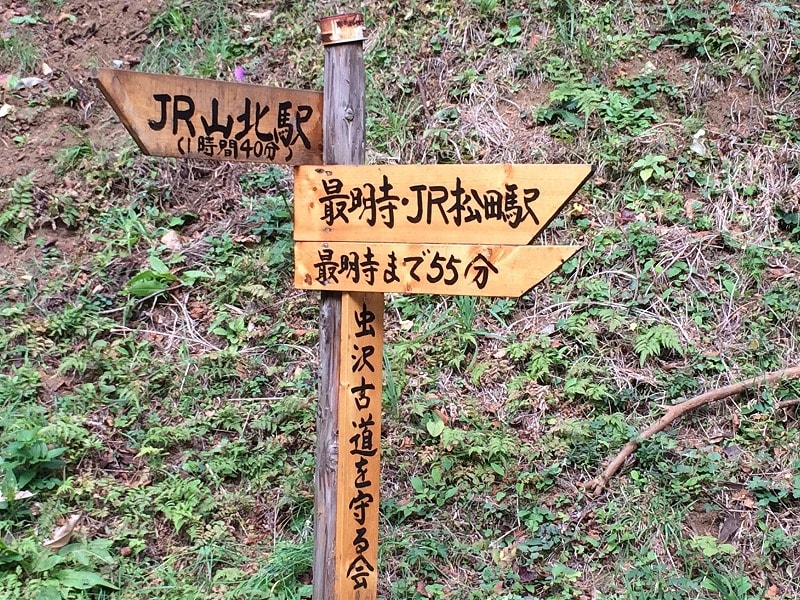 JR山北駅
(1時間40分)
最明寺・JR松田駅
最明寺まで55分
虫沢古道を守る会